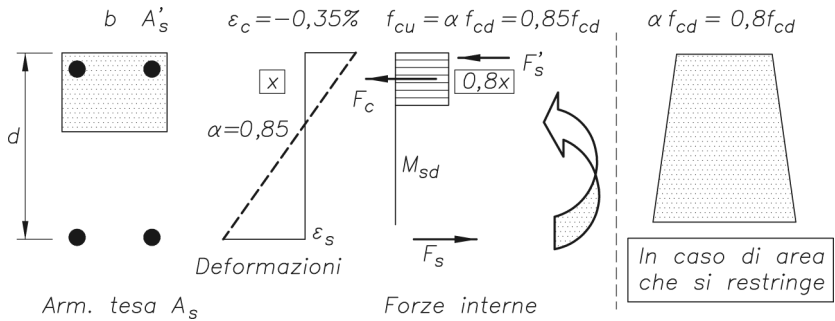 b A's εc=−0,35% fcu=α fcd=0,85fcd α fcd=0,8fcd
F's
x 0,8x
Fc
α=0,85
d
Msd
εs
Fs
Deformazioni
In caso di area
che si restringe
Arm. tesa As Forze interne